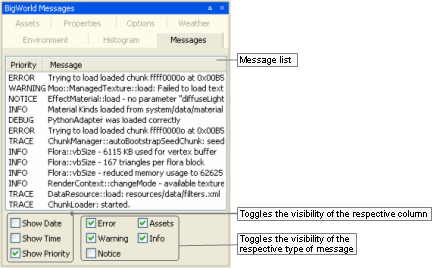 BigWorld Messages
Assets Properties Options Weather
Environment Histogram Messages
Priority Message
Message list
ERROR Trying to load loaded chunk ffff0000o at 0x00B5
WARNING Moo::ManagedTexture::load: Failed to load text
NOTICE EffectMaterial::load - no parameter "diffuseLight
INFO Material Kinds loaded from system/data/material
DEBUG PythonAdapter was loaded correctly
ERROR Trying to load loaded chunk ffff0000o at 0x00B5
TRACE ChunkManager::autoBootstrapSeedChunk: seed
INFO Flora::vbSize - 6115 KB used for vertex buffer
INFO Flora::vbSize - 167 triangles per flora block
INFO Flora::vbSize - reduced memory usage to 62625
INFO RenderContext::changeMode - available texture
TRACE DataResource::load: resources/data/filters.xml
TRACE ChunkLoader: started.
Toggles the visibility of the respective column
Show Date Error Assets
Show Time Warning Info
Show Priority Notice
Toggles the visibility of the
respective type of message